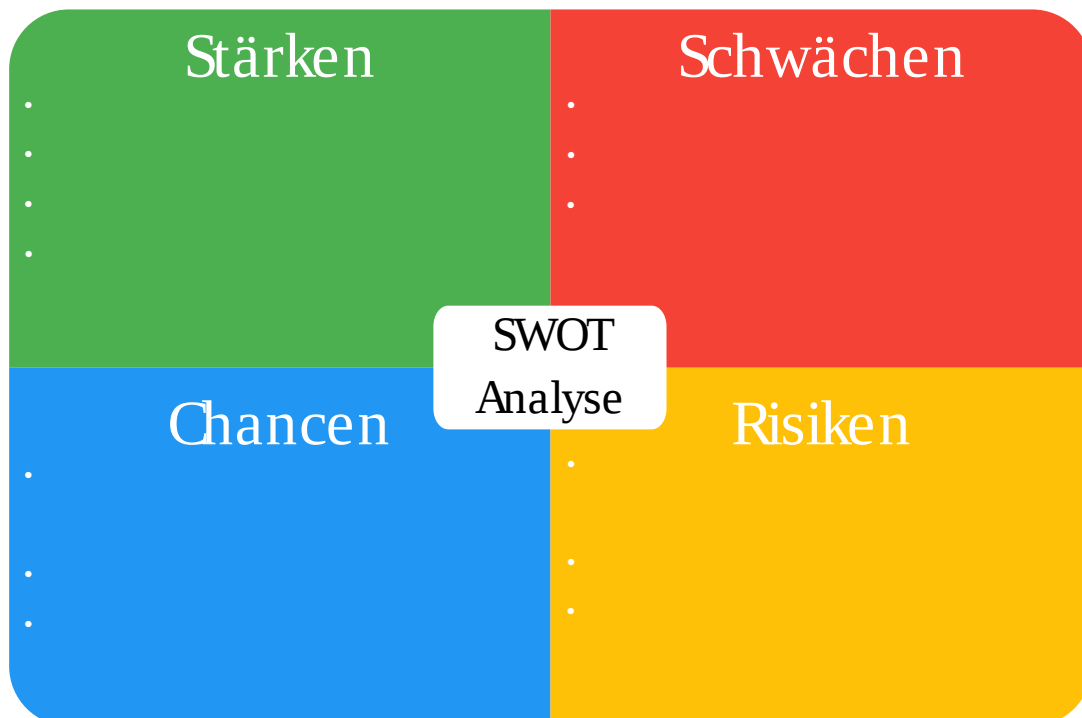 Stärken
Schwächen
SWOT
Analyse
Chancen
Risiken